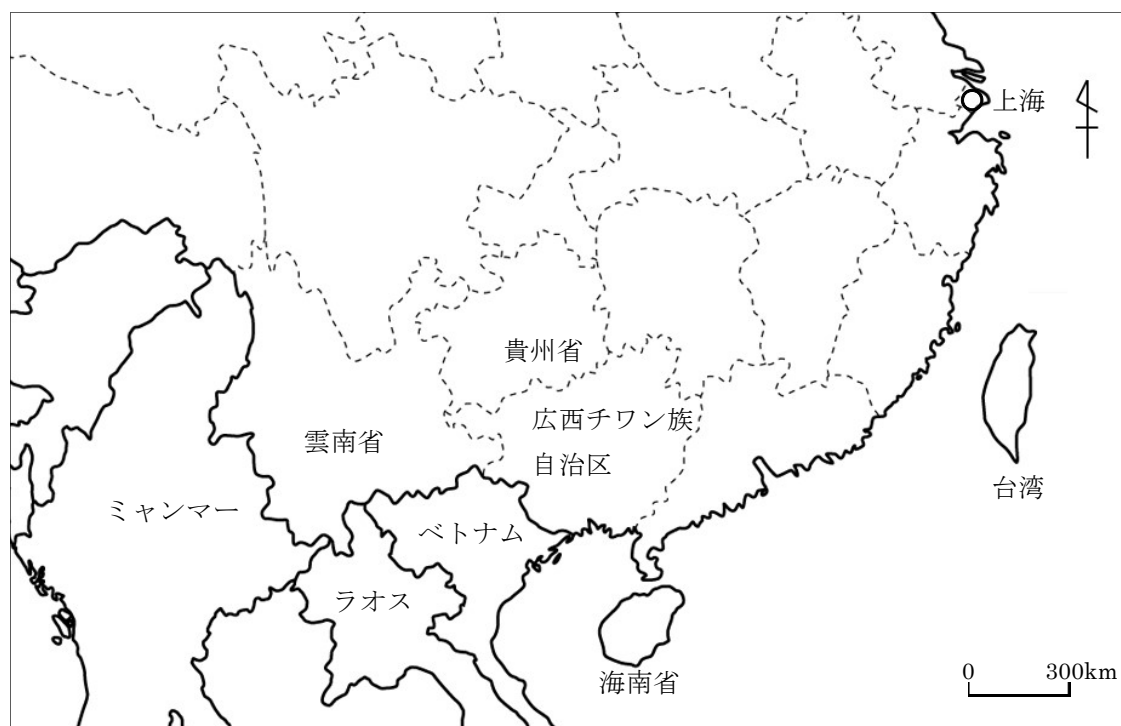 上海
貴州省
広西チワン族
自治区
雲南省
台湾
ミャンマー
ベトナム
ラオス
海南省
0 300km